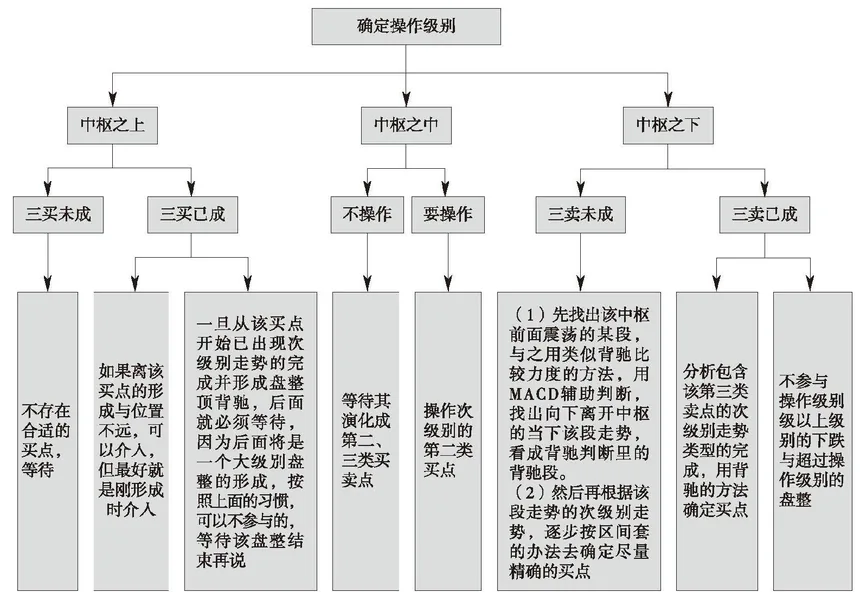 确定操作级别
中枢之上
中枢之中
中枢之下
三买未成
三买已成
不操作
要操作
三卖未成
三卖已成
不存在
合适的
买点，
等待
如果离该
买点的形
成与位置
不远，可
以介入，
但最好就
是刚形成
时介入
一旦从该买点
开始已出现次
级别走势的完
成并形成盘整
顶背驰，后面
就必须等待，
因为后面将是
一个大级别盘
整的形成，按
照上面的习惯，
可以不参与的，
等待该盘整结
束再说
等待其
演化成
第二、
三类买
卖点
操作次
级别的
第二类
买点
（1）先找出该中枢
前面震荡的某段，
与之用类似背驰比
较力度的方法，用
MACD辅助判断，
找出向下离开中枢
的当下该段走势，
看成背驰判断里的
背驰段。
（2）然后再根据该
段走势的次级别走
势，逐步按区间套
的办法去确定尽量
精确的买点
分析包含
该第三类
卖点的次
级别走势
类型的完
成，用背
驰的方法
确定买点
不参与
操作级别
级以上级
别的下跌
与超过操
作级别的
盘整